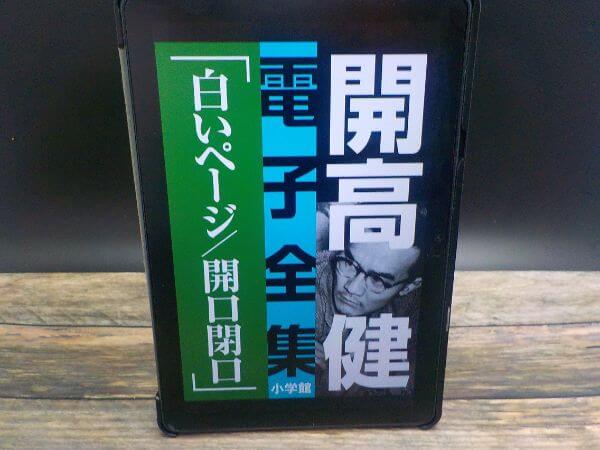 開高健
電子全集
小学館
「白いページ/開口閉口」